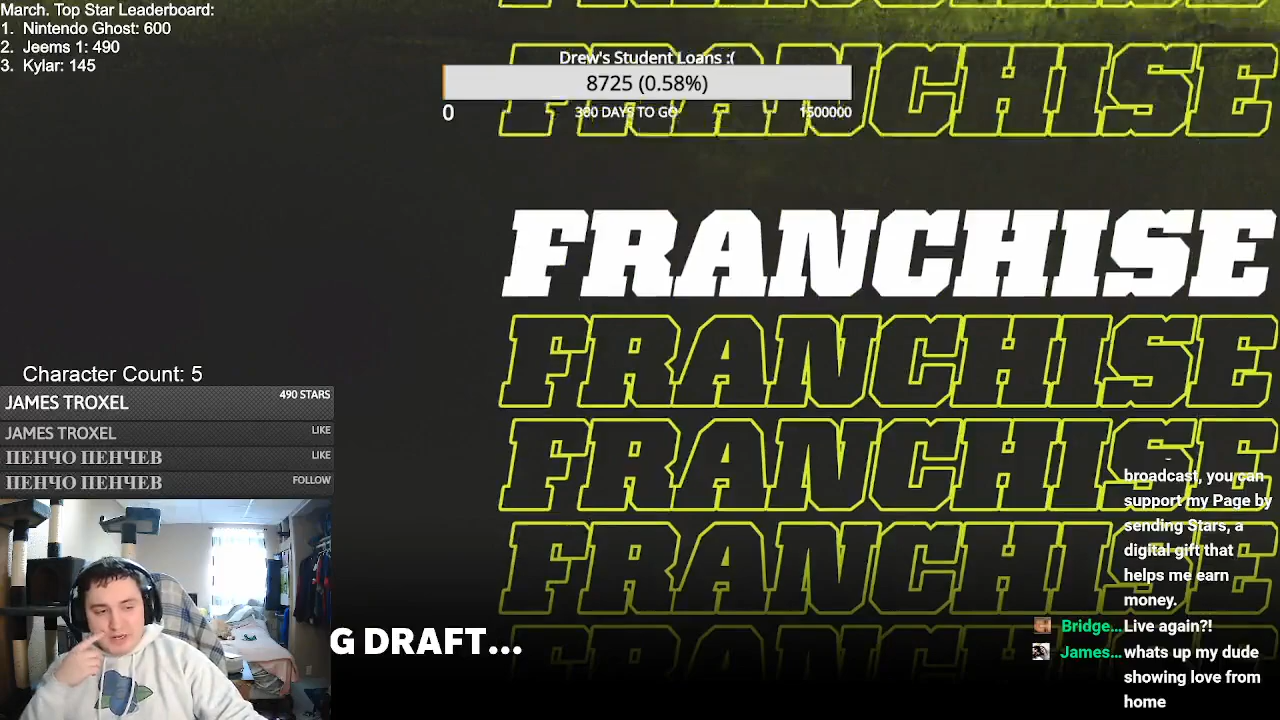 March. Top Star Leaderboard:
1. Nintendo Ghost: 600
2. Jeems 1: 490
3. Kylar: 145
Drew's Student Loans :(
8725 (0.58%)
0
300 DAYS TO GO
1500000
FRANCHISE
FRANCHISE
FRANCHISE
FRANCHISE
FRANCHISE
Character Count: 5
JAMES TROXEL
490 STARS
JAMES TROXEL
LIKE
ПЕНЧО ПЕНЧЕВ
LIKE
ПЕНЧО ПЕНЧЕВ
FOLLOW
G DRAFT...
broadcast, you can
support my Page by
sending Stars, a
digital gift that
helps me earn
money.
Bridge... Live again?!
James... whats up my dude
showing love from
home